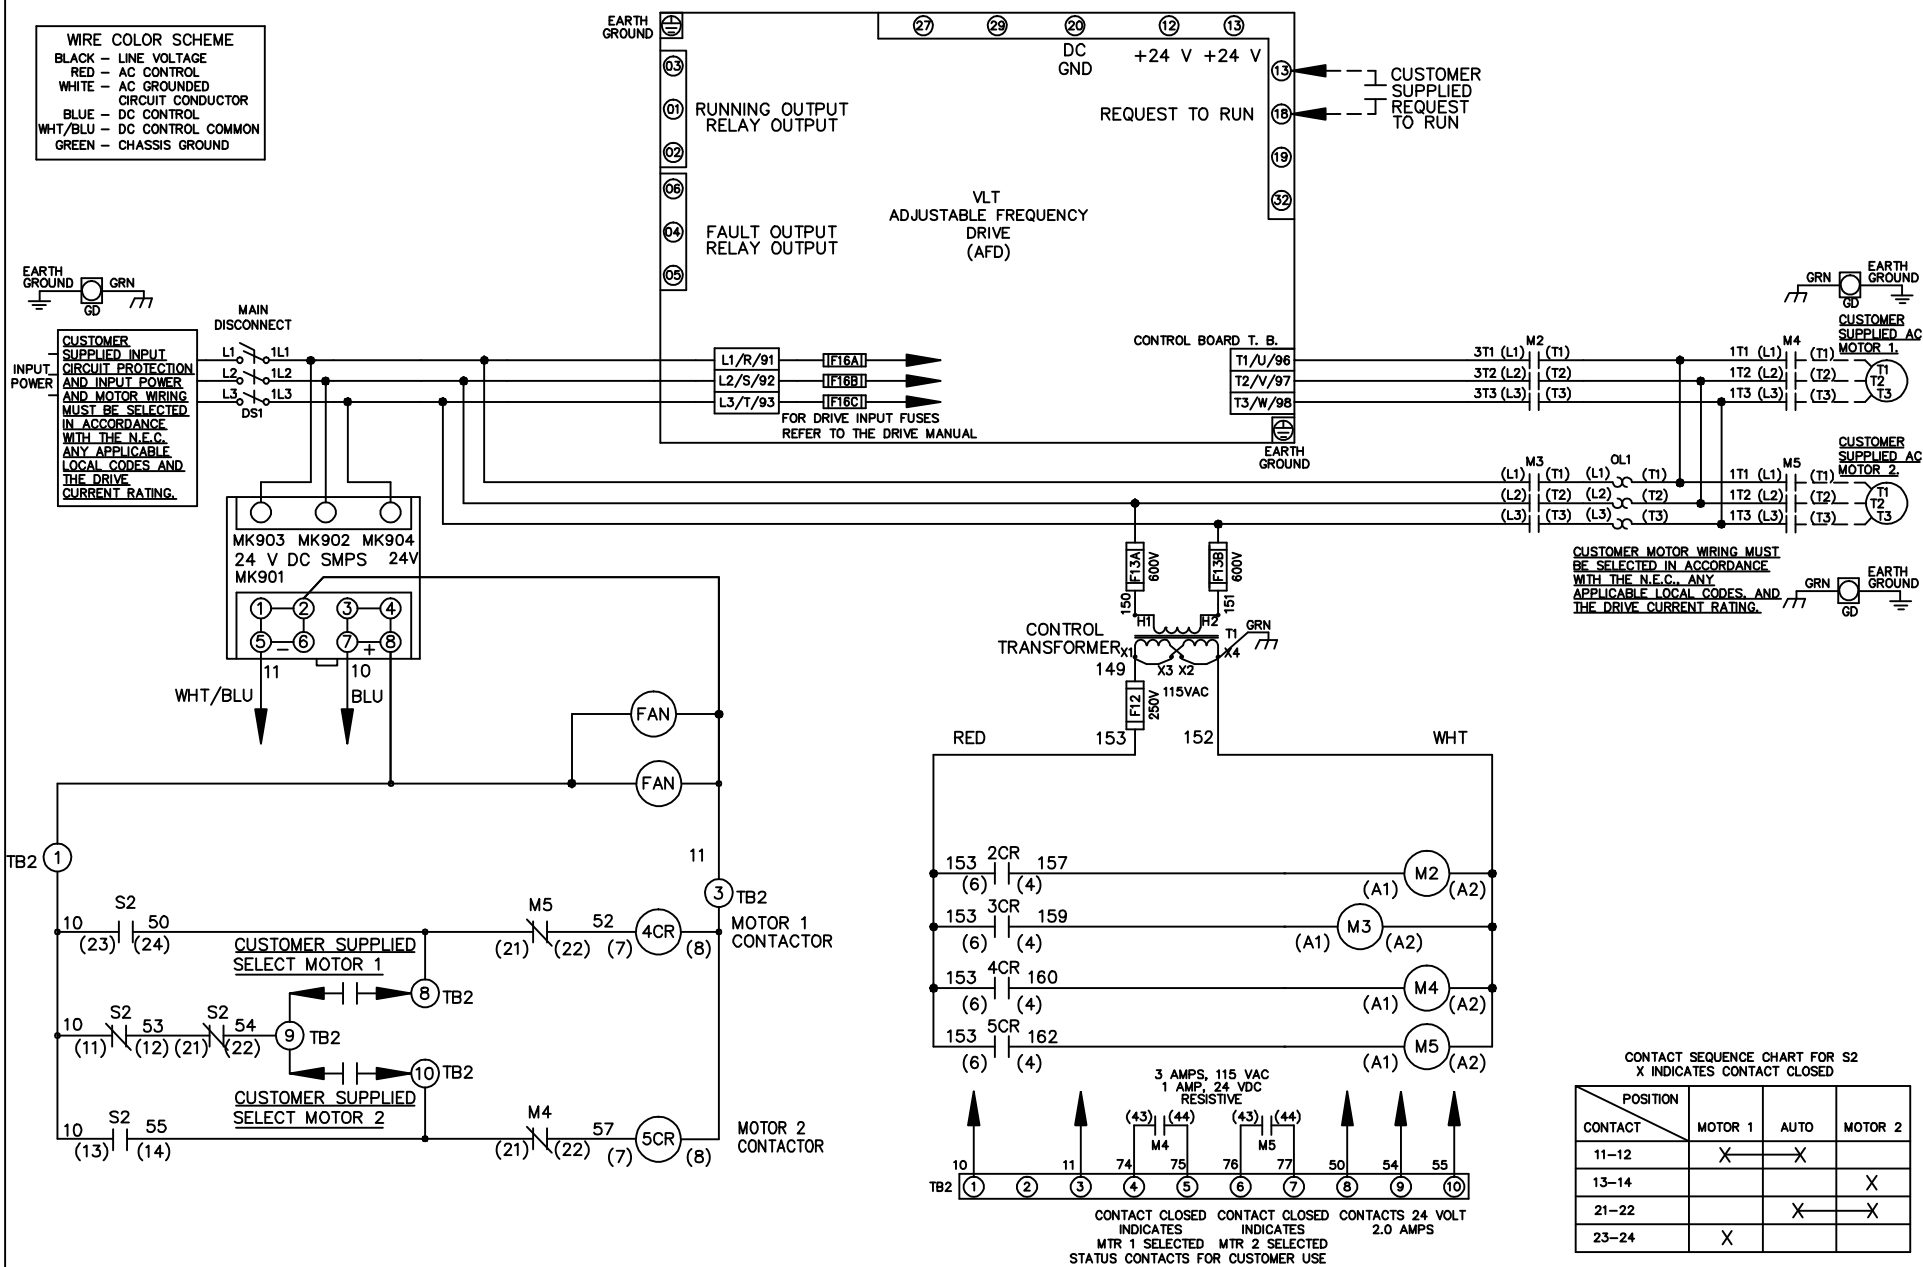 WIRE COLOR SCHEME
BLACK – LINE VOLTAGE
RED – AC CONTROL
WHITE – AC GROUNDED
CIRCUIT CONDUCTOR
BLUE – DC CONTROL
WHT/BLU – DC CONTROL COMMON
GREEN – CHASSIS GROUND
EARTH
GROUND
27 29 20 12 13
DC
GND
+24 V +24 V
03
01
02
RUNNING OUTPUT
RELAY OUTPUT
06
04
05
FAULT OUTPUT
RELAY OUTPUT
VLT
ADJUSTABLE FREQUENCY
DRIVE
(AFD)
13
REQUEST TO RUN 18
19
32
CUSTOMER
SUPPLIED
REQUEST
TO RUN
EARTH
GROUND
GRN
GD
INPUT
POWER
CUSTOMER
SUPPLIED INPUT
CIRCUIT PROTECTION
AND INPUT POWER
AND MOTOR WIRING
MUST BE SELECTED
IN ACCORDANCE
WITH THE N.E.C.
ANY APPLICABLE
LOCAL CODES AND
THE DRIVE
CURRENT RATING.
MAIN
DISCONNECT
L1 1L1
L2 1L2
L3 1L3
DS1
L1/R/91 F16A
L2/S/92 F16B
L3/T/93 F16C
FOR DRIVE INPUT FUSES
REFER TO THE DRIVE MANUAL
CONTROL BOARD T. B.
T1/U/96
T2/V/97
T3/W/98
EARTH
GROUND
M2
3T1 (L1) (T1)
3T2 (L2) (T2)
3T3 (L3) (T3)
GRN
GD
EARTH
GROUND
CUSTOMER
SUPPLIED AC
MOTOR 1.
M4
1T1 (L1) (T1) T1
1T2 (L2) (T2) T2
1T3 (L3) (T3) T3
M3 OL1
(L1) (T1) (L1) (T1)
(L2) (T2) (L2) (T2)
(L3) (T3) (L3) (T3)
CUSTOMER
SUPPLIED AC
MOTOR 2.
M5
1T1 (L1) (T1) T1
1T2 (L2) (T2) T2
1T3 (L3) (T3) T3
CUSTOMER MOTOR WIRING MUST
BE SELECTED IN ACCORDANCE
WITH THE N.E.C., ANY
APPLICABLE LOCAL CODES, AND
THE DRIVE CURRENT RATING.
GRN
GD
EARTH
GROUND
MK903 MK902 MK904
24 V DC SMPS 24V
MK901
1 2 3 4
5 – 6 7 + 8
11 10
WHT/BLU BLU
FAN
FAN
F13A 600V
F13B 600V
150 151
H1 H2
CONTROL
TRANSFORMER
T1 GRN
X1 X3 X2 X4
149
F12 250V
115VAC
153 152
RED WHT
TB2 1
11
3 TB2
S2
10 50
(23) (24)
M5
(21) (22)
52
(7) 4CR (8)
MOTOR 1
CONTACTOR
CUSTOMER SUPPLIED
SELECT MOTOR 1
8 TB2
S2 S2
10 53 54
(11) (12) (21) (22)
9 TB2
10 TB2
CUSTOMER SUPPLIED
SELECT MOTOR 2
S2
10 55
(13) (14)
M4
(21) (22)
57
(7) 5CR (8)
MOTOR 2
CONTACTOR
153 2CR 157
(6) (4)
(A1) M2 (A2)
153 3CR 159
(6) (4)
(A1) M3 (A2)
153 4CR 160
(6) (4)
(A1) M4 (A2)
153 5CR 162
(6) (4)
(A1) M5 (A2)
3 AMPS, 115 VAC
1 AMP, 24 VDC
RESISTIVE
(43) (44) (43) (44)
M4 M5
10 11 74 75 76 77 50 54 55
TB2 1 2 3 4 5 6 7 8 9 10
CONTACT CLOSED
INDICATES
MTR 1 SELECTED
CONTACT CLOSED
INDICATES
MTR 2 SELECTED
STATUS CONTACTS FOR CUSTOMER USE
CONTACTS 24 VOLT
2.0 AMPS
CONTACT SEQUENCE CHART FOR S2
X INDICATES CONTACT CLOSED
POSITION
CONTACT MOTOR 1 AUTO MOTOR 2
11–12 X X
13–14 X
21–22 X X
23–24 X